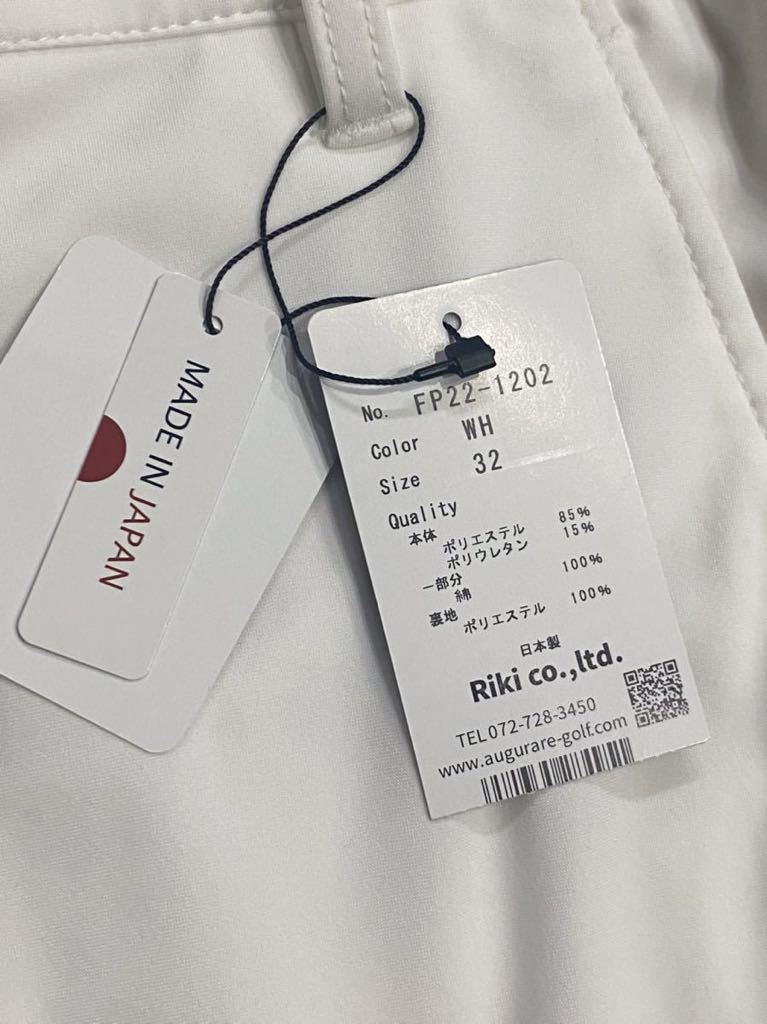 MADE IN JAPAN
No. FP22-1202
Color WH
Size 32
Quality
本体
ポリエステル 85%
ポリウレタン 15%
一部分
綿 100%
裏地
ポリエステル 100%
日本製
Riki co.,ltd.
TEL072-728-3450
www.augurare-golf.com